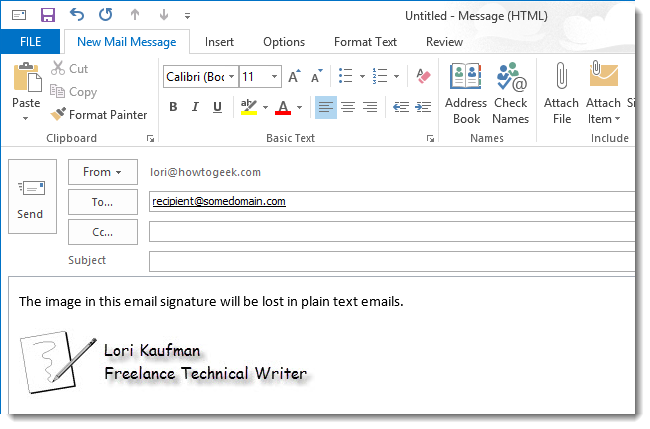 Untitled - Message (HTML)
FILE New Mail Message Insert Options Format Text Review
Paste
Cut
Copy
Format Painter
Clipboard
Calibri (Boc 11 A A
B I U ab A
Basic Text
Address Book
Check Names
Names
Attach File
Attach Item
Si
Include
Send
From lori@howtogeek.com
To... recipient@somedomain.com
Cc...
Subject
The image in this email signature will be lost in plain text emails.
Lori Kaufman
Freelance Technical Writer